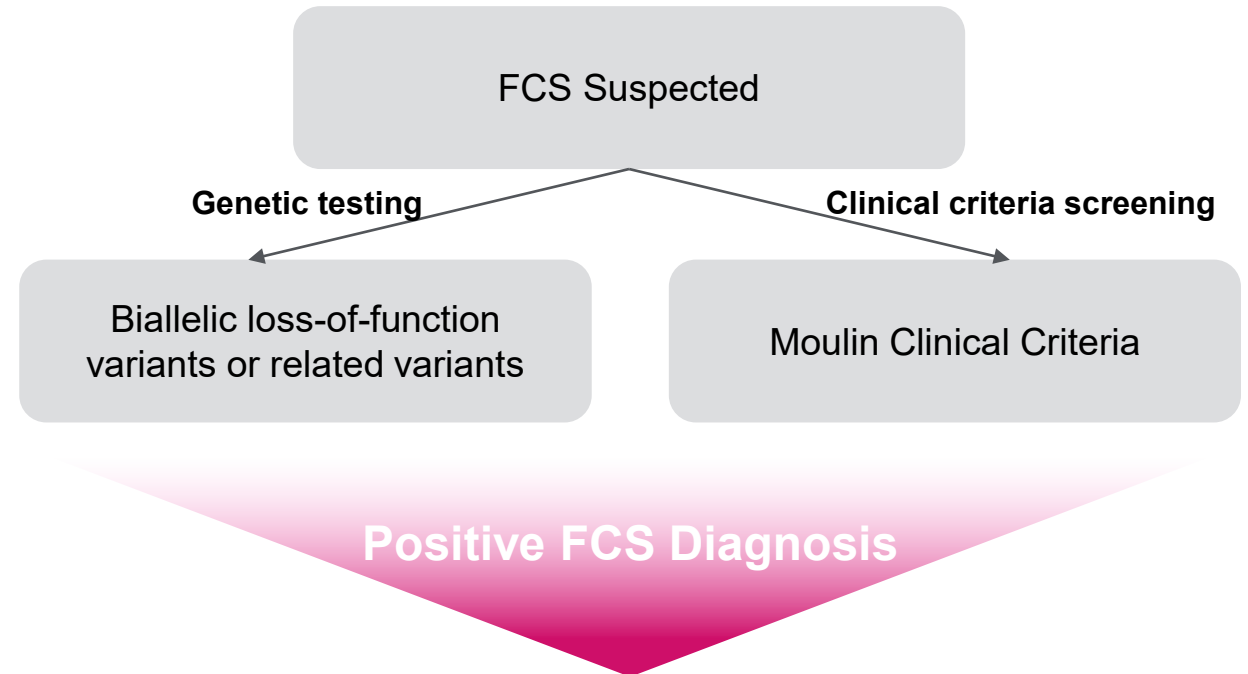 FCS Suspected
Genetic testing
Clinical criteria screening
Biallelic loss-of-function
variants or related variants
Moulin Clinical Criteria
Positive FCS Diagnosis